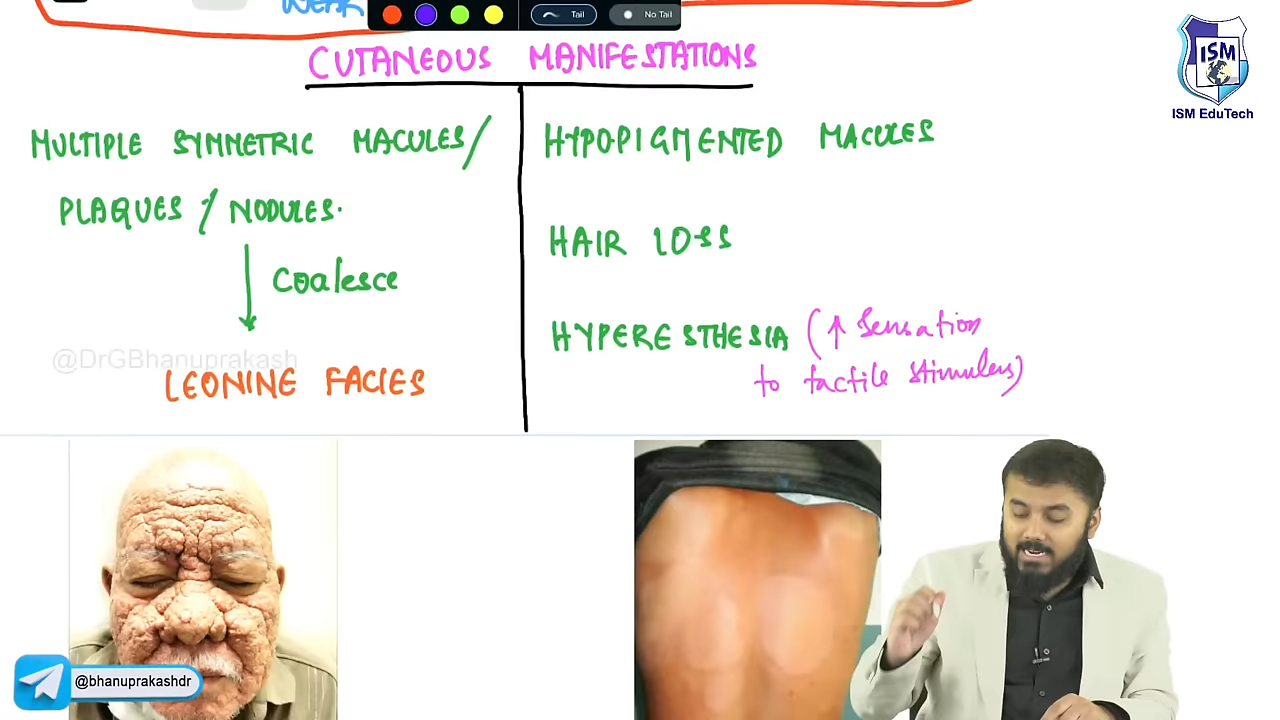 WEAK
Tail
No Tail
ISM
ISM EduTech
CUTANEOUS MANIFESTATIONS
MULTIPLE SYMMETRIC MACULES/
PLAQUES / NODULES.
Coalesce
@DrGBhanuprakash
LEONINE FACIES
HYPOPIGMENTED MACULES
HAIR LOSS
HYPERESTHESIA (↑ Sensation
to tactile stimulus)
@bhanuprakashdr